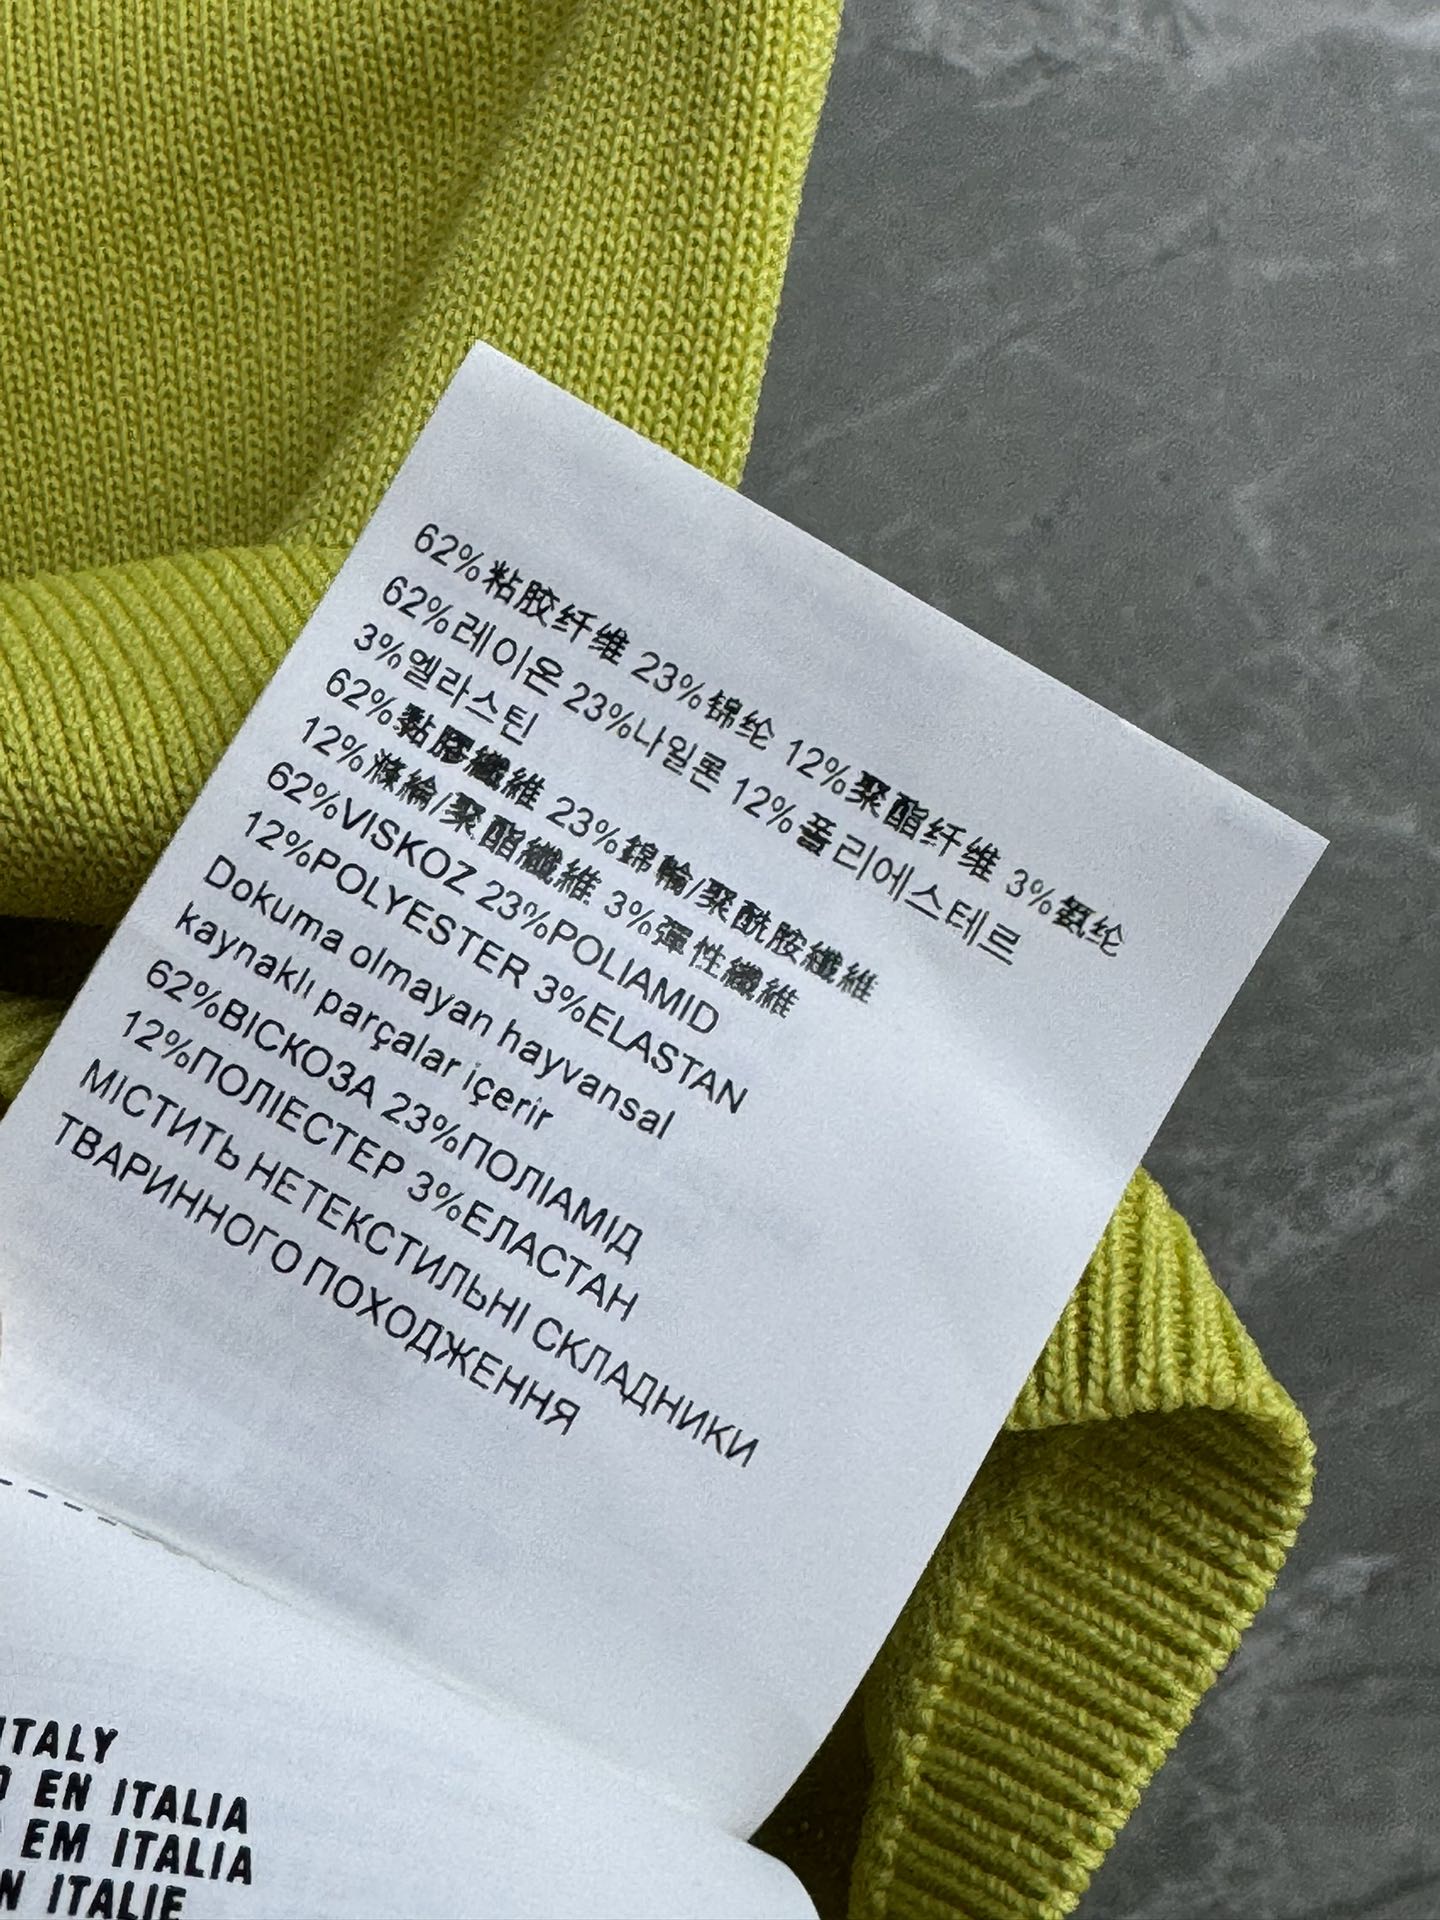 62%粘胶纤维 23%锦纶 12%聚酯纤维 3%氨纶
62%레이온 23%나일론 12%폴리에스테르
3%엘라스틴
62%黏膠纖維 23%錦輪/聚酰胺纖維
12%滌綸/聚酯纖維 3%彈性纖維
62%VISKOZ 23%POLIAMID
12%POLYESTER 3%ELASTAN
Dokuma olmayan hayvansal
kaynaklı parçalar içerir
62%ВІСКОЗА 23%ПОЛІАМІД
12%ПОЛІЕСТЕР 3%ЕЛАСТАН
МІСТИТЬ НЕТЕКСТИЛЬНІ СКЛАДНИКИ
ТВАРИННОГО ПОХОДЖЕННЯ
ITALY
EN ITALIA
EM ITALIA
ITALIE